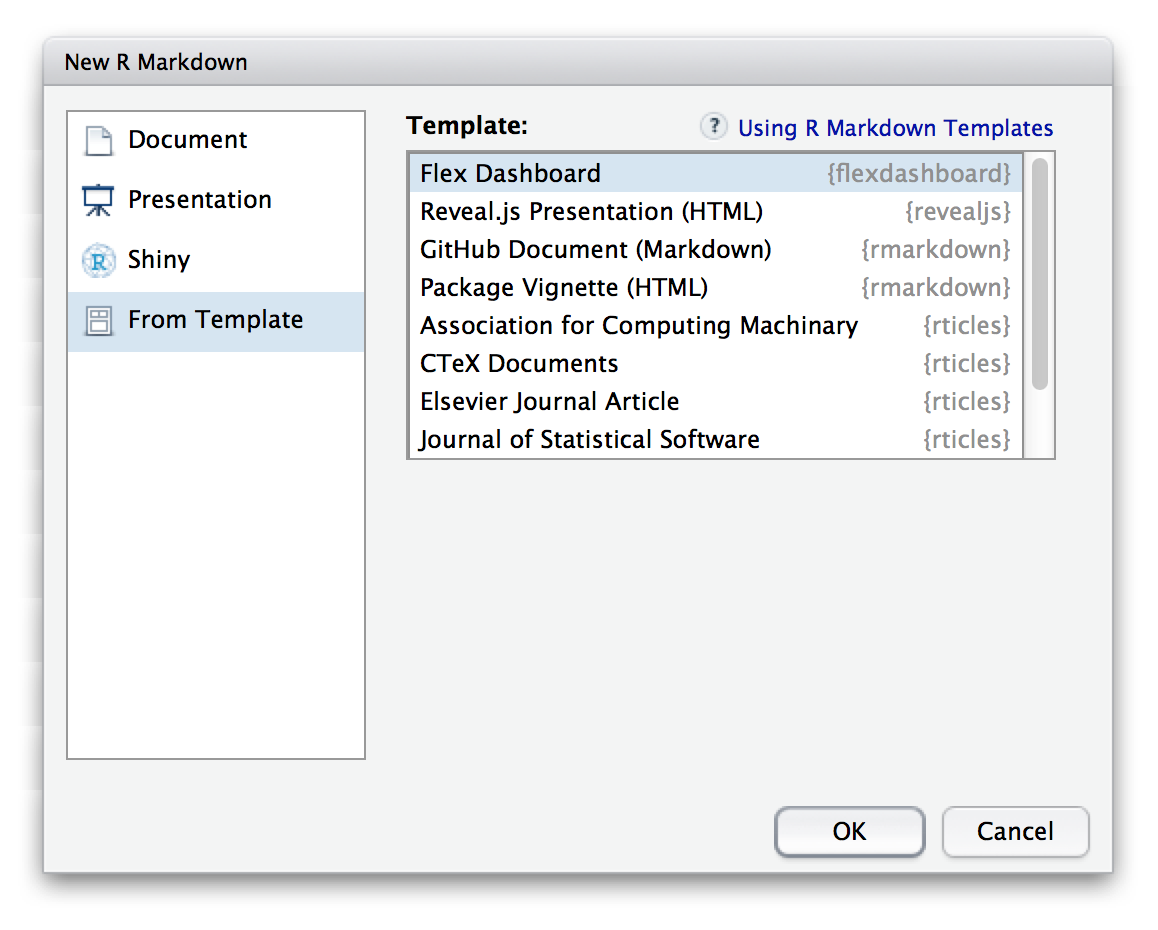 New R Markdown
Document
Presentation
R
Shiny
From Template
Template:
? Using R Markdown Templates
Flex Dashboard {flexdashboard}
Reveal.js Presentation (HTML) {revealjs}
GitHub Document (Markdown) {rmarkdown}
Package Vignette (HTML) {rmarkdown}
Association for Computing Machinary {rticles}
CTeX Documents {rticles}
Elsevier Journal Article {rticles}
Journal of Statistical Software {rticles}
OK
Cancel